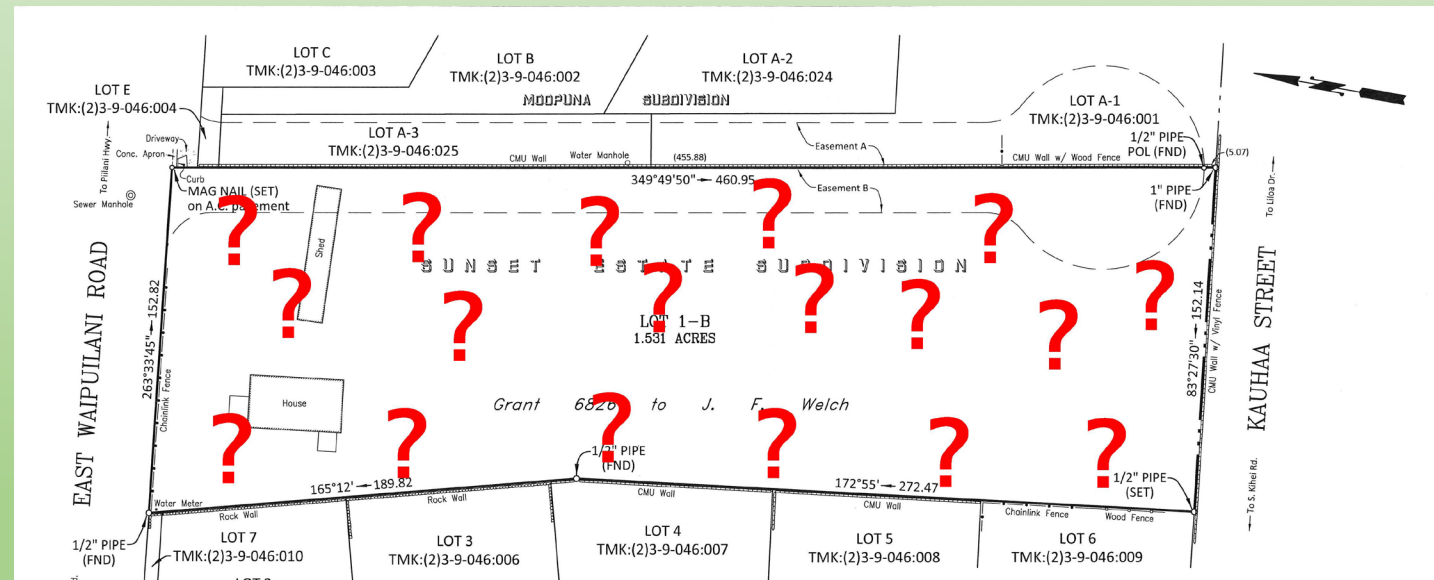 LOT C
TMK:(2)3-9-046:003
LOT B
TMK:(2)3-9-046:002
LOT A-2
TMK:(2)3-9-046:024
LOT E
TMK:(2)3-9-046:004
MOOPUNA SUBDIVISION
LOT A-1
TMK:(2)3-9-046:001
LOT A-3
TMK:(2)3-9-046:025
To Piilani Hwy.
Driveway
Conc. Apron
CMU Wall
Water Manhole
(455.88)
Easement A
CMU Wall w/ Wood Fence
1/2" PIPE
POL (FND)
(5.07)
Curb
MAG NAIL (SET)
on A.C. pavement
Sewer Manhole
349°49'50" 460.95
Easement B
1" PIPE
(FND)
To Liloa Dr.
? ? ? ? ?
Shed
SUNSET ESTATE SUBDIVISION
? ? ? ? ? ? ?
EAST WAIPUILANI ROAD
263°33'45" 152.82
Chainlink Fence
LOT 1-B
1.531 ACRES
83°27'30" 152.14
CMU Wall w/ Vinyl Fence
KAUHAA STREET
House
Grant 6826 to J. F. Welch
? ? ? ? ? ?
1/2" PIPE
(FND)
165°12' 189.82
172°55' 272.47
1/2" PIPE
(SET)
To S. Kihei Rd.
Water Meter
Rock Wall
Rock Wall
CMU Wall
CMU Wall
Chainlink Fence
Wood Fence
1/2" PIPE
(FND)
LOT 7
TMK:(2)3-9-046:010
LOT 3
TMK:(2)3-9-046:006
LOT 4
TMK:(2)3-9-046:007
LOT 5
TMK:(2)3-9-046:008
LOT 6
TMK:(2)3-9-046:009